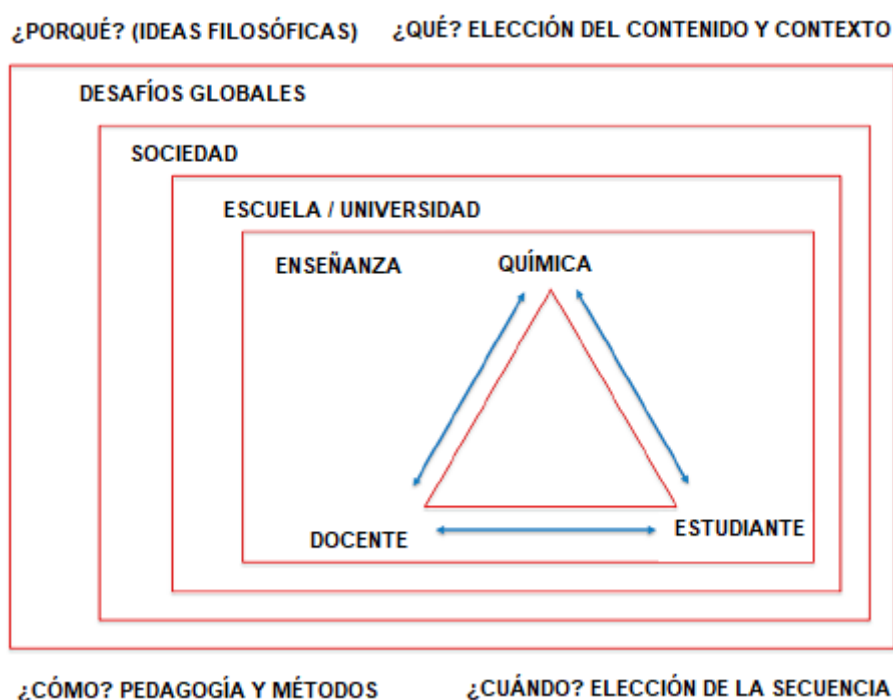 ¿PORQUÉ? (IDEAS FILOSÓFICAS) ¿QUÉ? ELECCIÓN DEL CONTENIDO Y CONTEXTO
DESAFÍOS GLOBALES
SOCIEDAD
ESCUELA / UNIVERSIDAD
ENSEÑANZA QUÍMICA
DOCENTE ESTUDIANTE
¿CÓMO? PEDAGOGÍA Y MÉTODOS ¿CUÁNDO? ELECCIÓN DE LA SECUENCIA